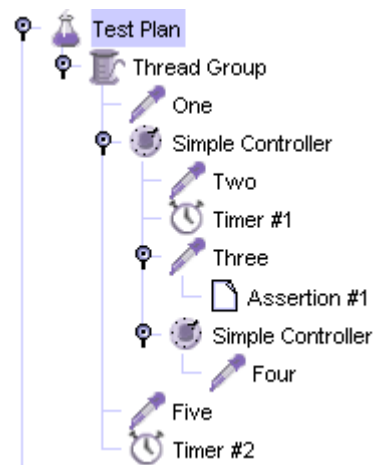 Test Plan
Thread Group
One
Simple Controller
Two
Timer #1
Three
Assertion #1
Simple Controller
Four
Five
Timer #2